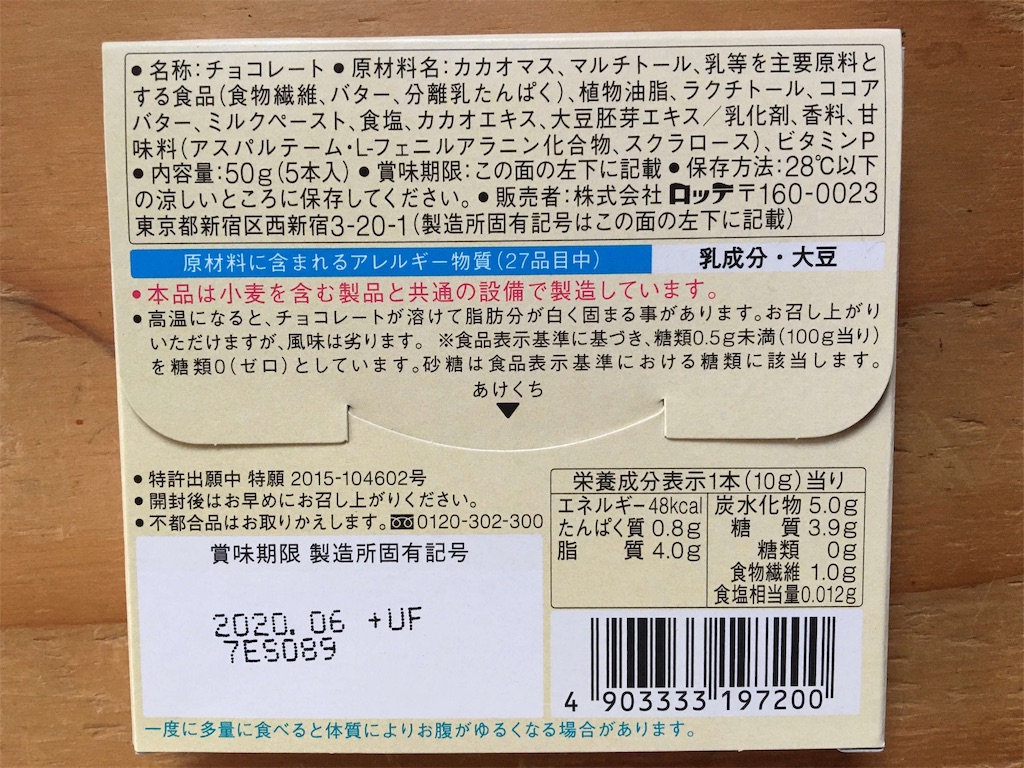 ●名称:チョコレート●原材料名:カカオマス、マルチトール、乳等を主要原料と
する食品(食物繊維、バター、分離乳たんぱく)、植物油脂、ラクチトール、ココア
バター、ミルクペースト、食塩、カカオエキス、大豆胚芽エキス/乳化剤、香料、甘
味料(アスパルテーム・L-フェニルアラニン化合物、スクラロース)、ビタミンP
●内容量:50g(5本入)●賞味期限:この面の左下に記載●保存方法:28℃以下
の涼しいところに保存してください。●販売者:株式会社ロッテ〒160-0023
東京都新宿区西新宿3-20-1(製造所固有記号はこの面の左下に記載)
原材料に含まれるアレルギー物質(27品目中) 乳成分・大豆
●本品は小麦を含む製品と共通の設備で製造しています。
●高温になると、チョコレートが溶けて脂肪分が白く固まる事があります。お召し上がり
いただけますが、風味は劣ります。 ※食品表示基準に基づき、糖類0.5g未満(100g当り)
を糖類0(ゼロ)としています。砂糖は食品表示基準における糖類に該当します。
あけくち
▼
●特許出願中 特願 2015-104602号
●開封後はお早めにお召し上がりください。
●不都合品はお取りかえします。0120-302-300
賞味期限 製造所固有記号
2020.06 +UF
7ES089
栄養成分表示1本(10g)当り
エネルギー48kcal
たんぱく質 0.8g
脂質 4.0g
炭水化物 5.0g
糖質 3.9g
糖類 0g
食物繊維 1.0g
食塩相当量0.012g
4 903333 197200
一度に多量に食べると体質によりお腹がゆるくなる場合があります。